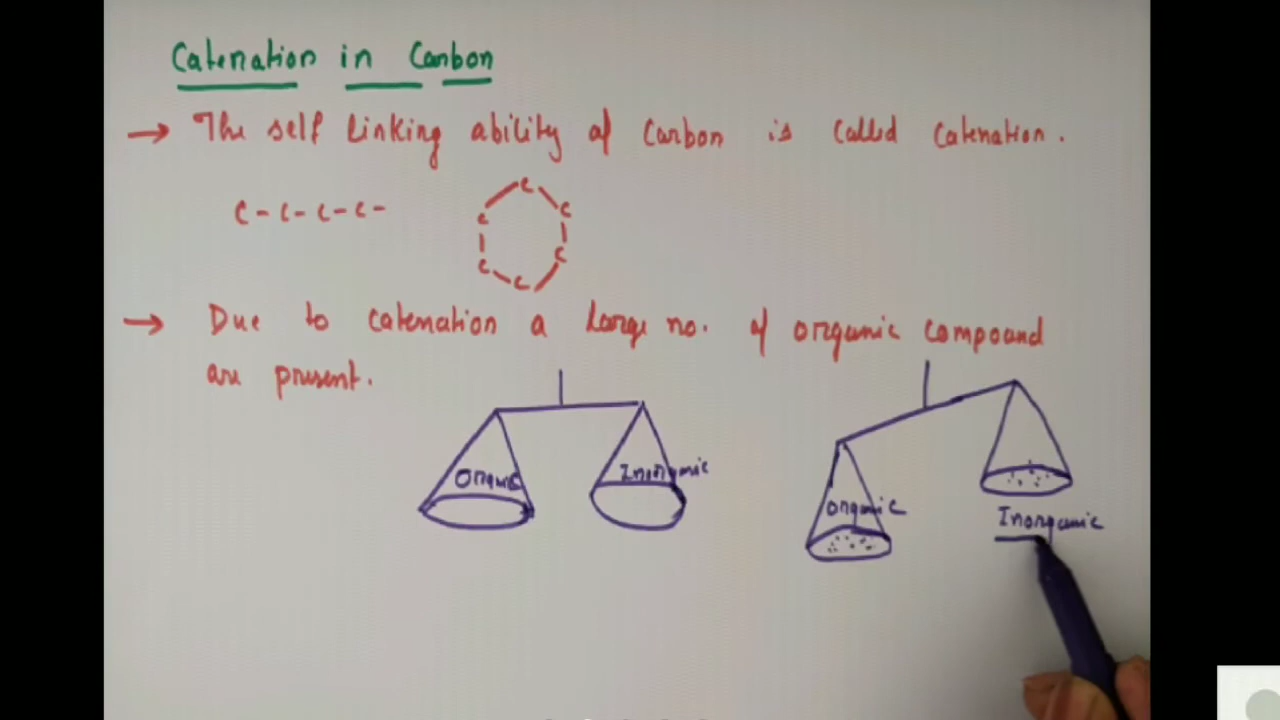 Catenation in Carbon
→ The self linking ability of Carbon is called Catenation.
C - C - C - C -
C
C C
C C
C
→ Due to catenation a large no. of organic compound
are present.
Organic Inorganic
organic
Inorganic